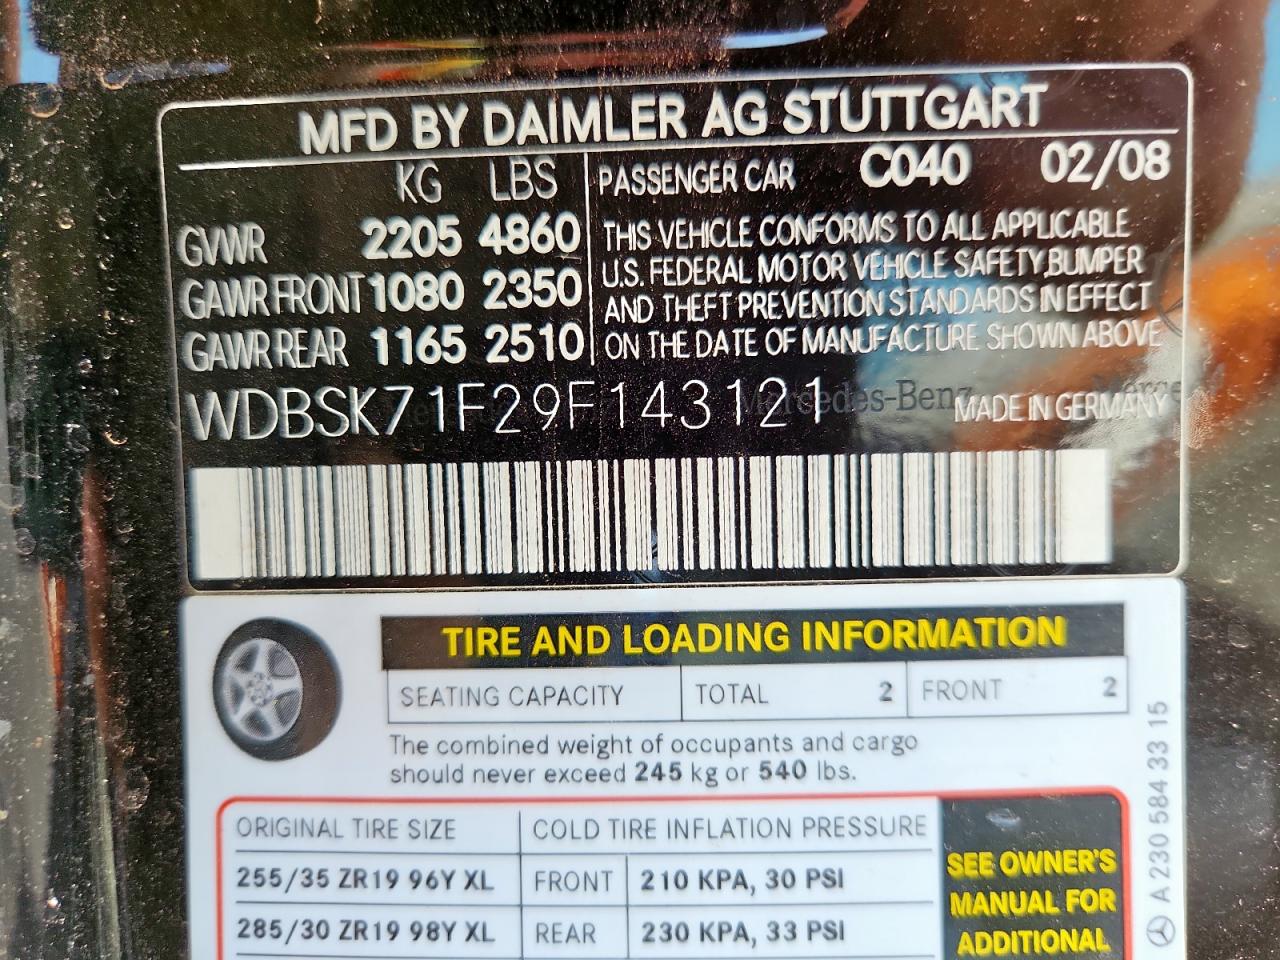 MFD BY DAIMLER AG STUTTGART
KG LBS
GVWR 2205 4860
GAWR FRONT 1080 2350
GAWR REAR 1165 2510
PASSENGER CAR C040 02/08
THIS VEHICLE CONFORMS TO ALL APPLICABLE
U.S. FEDERAL MOTOR VEHICLE SAFETY,BUMPER
AND THEFT PREVENTION STANDARDS IN EFFECT
ON THE DATE OF MANUFACTURE SHOWN ABOVE
WDBSK71F29F143121 Mercedes-Benz MADE IN GERMANY
TIRE AND LOADING INFORMATION
SEATING CAPACITY TOTAL 2 FRONT 2
The combined weight of occupants and cargo
should never exceed 245 kg or 540 lbs.
ORIGINAL TIRE SIZE COLD TIRE INFLATION PRESSURE
255/35 ZR19 96Y XL FRONT 210 KPA, 30 PSI
285/30 ZR19 98Y XL REAR 230 KPA, 33 PSI
SEE OWNER'S
MANUAL FOR
ADDITIONAL
A 230 584 33 15